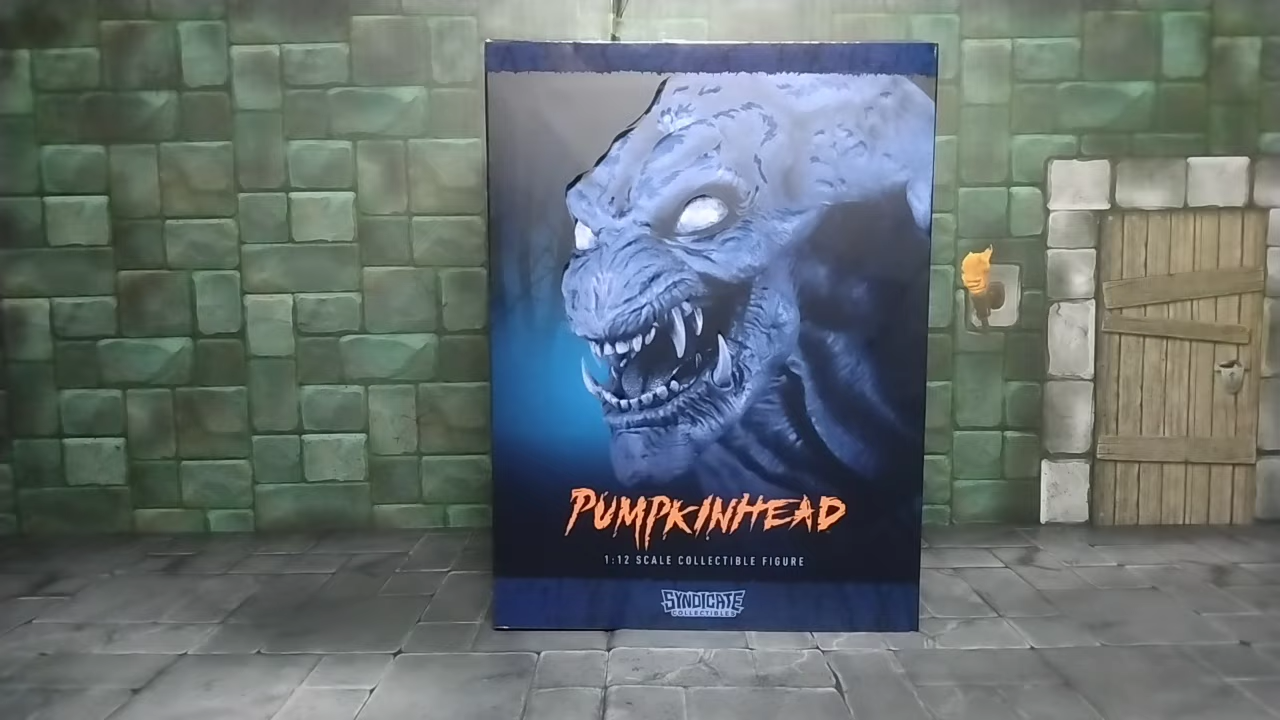 PUMPKINHEAD
1:12 SCALE COLLECTIBLE FIGURE
SYNDICATE
COLLECTIBLES